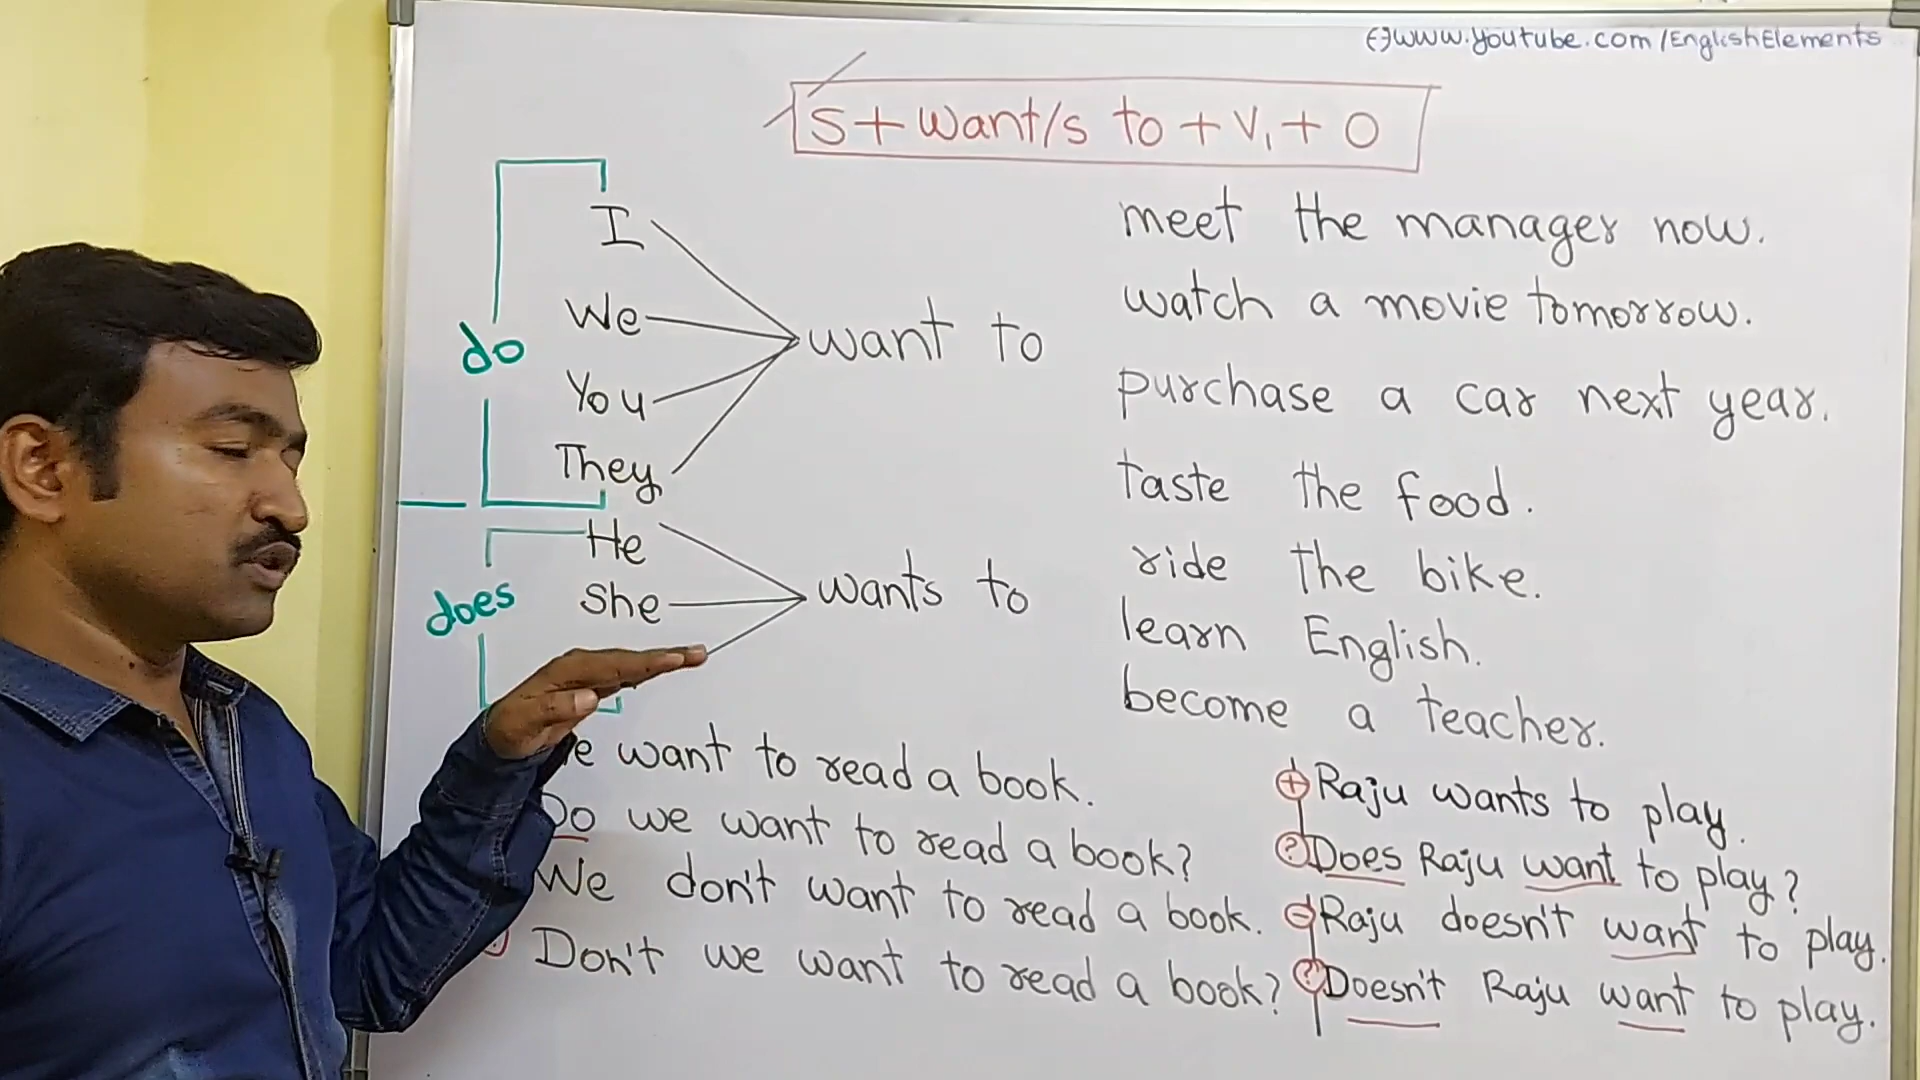 www.youtube.com/EnglishElements
S + want/s to + V₁ + O
do
I
We
You
They
want to
does
He
She
wants to
meet the manager now.
watch a movie tomorrow.
purchase a car next year.
taste the food.
ride the bike.
learn English.
become a teacher.
want to read a book.
Do we want to read a book?
We don't want to read a book.
Don't we want to read a book?
+ Raju wants to play.
? Does Raju want to play?
- Raju doesn't want to play.
? Doesn't Raju want to play.